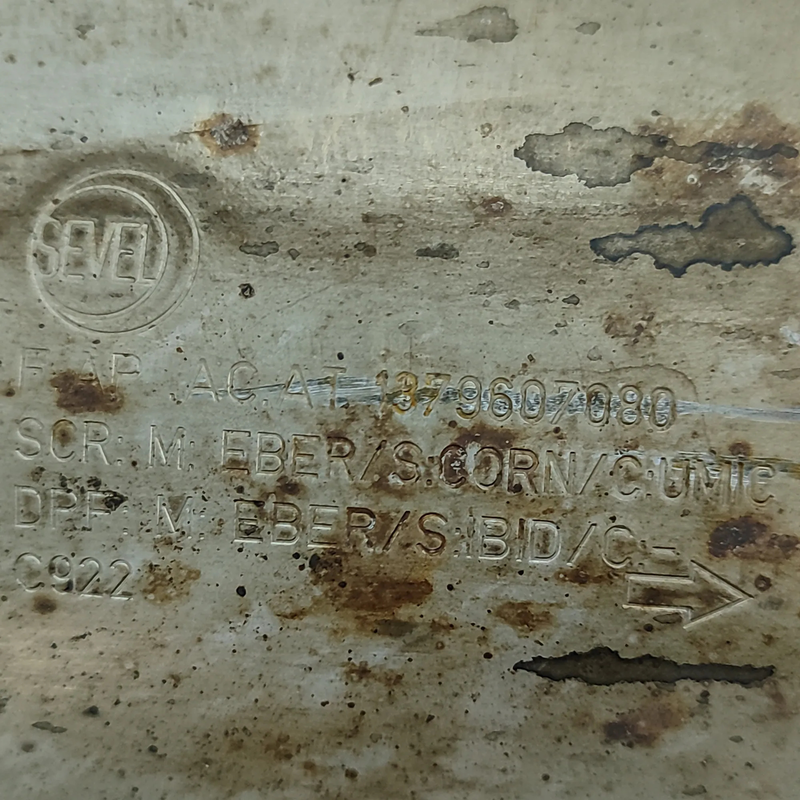 SEVEL
F AP .AC.AT. 1379607080
SCR: M: EBER/S:CORN/C:UMIC
DPF: M: EBER/S:IBID/C:-
C922